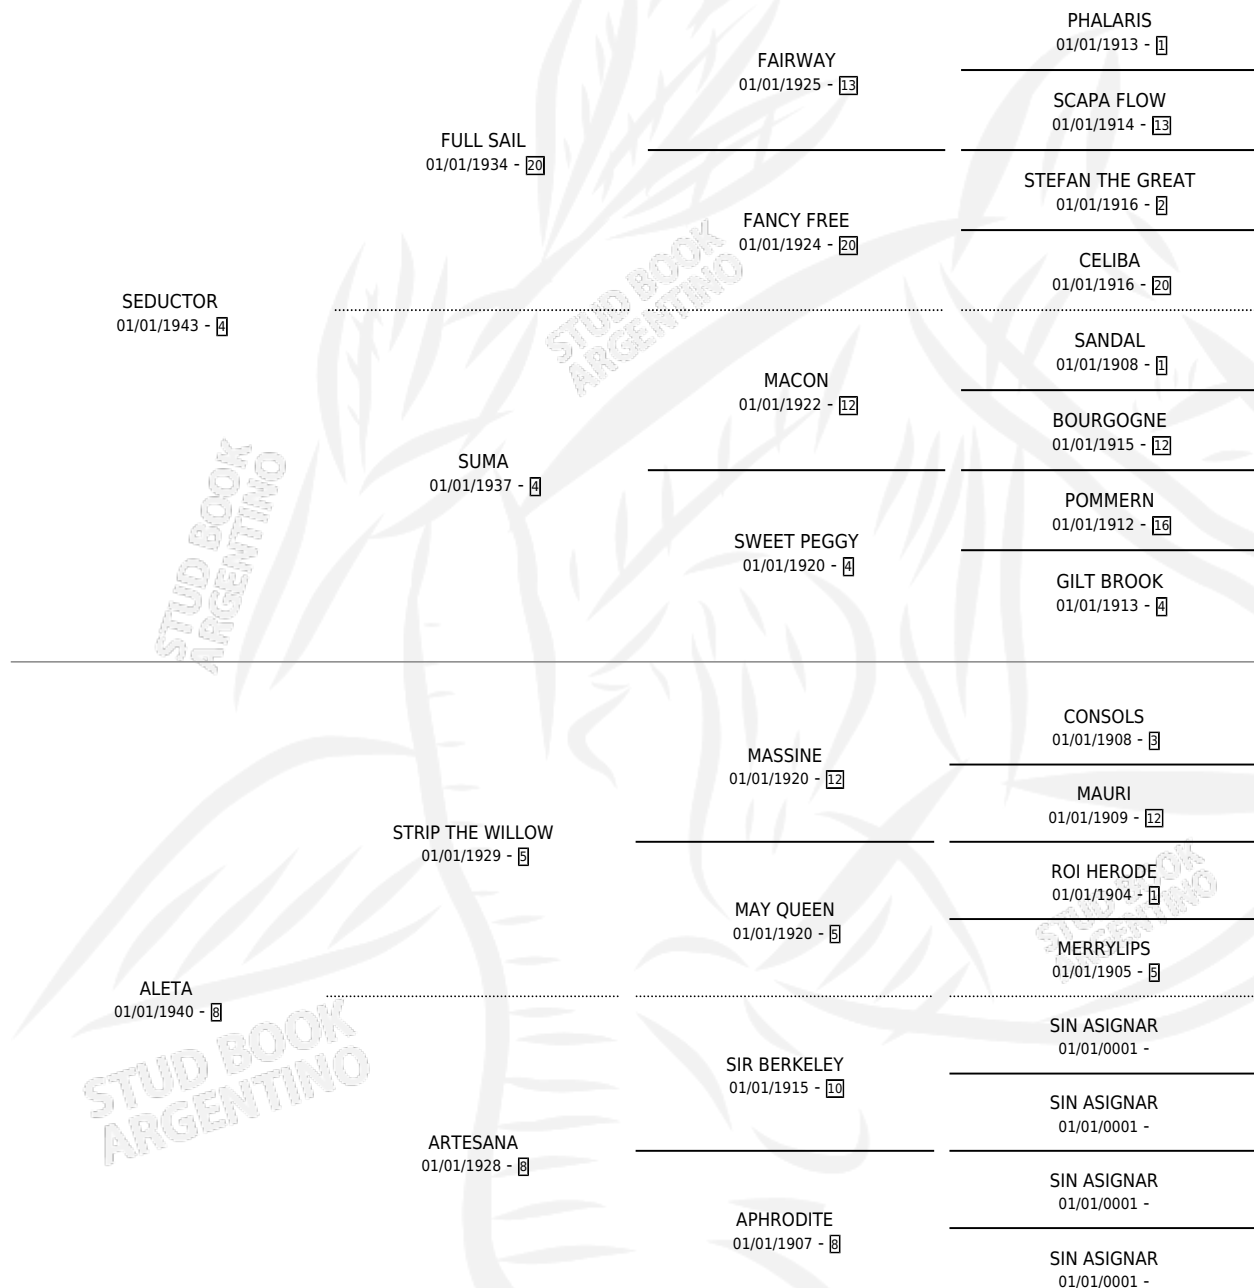 PHALARIS
01/01/1913 - 1
FAIRWAY
01/01/1925 - 13
SCAPA FLOW
01/01/1914 - 13
FULL SAIL
01/01/1934 - 20
STEFAN THE GREAT
01/01/1916 - 2
FANCY FREE
01/01/1924 - 20
CELIBA
01/01/1916 - 20
SEDUCTOR
01/01/1943 - 4
STUD BOOK
ARGENTINO
SANDAL
01/01/1908 - 1
MACON
01/01/1922 - 12
BOURGOGNE
01/01/1915 - 12
SUMA
01/01/1937 - 4
STUD BOOK
ARGENTINO
POMMERN
01/01/1912 - 16
SWEET PEGGY
01/01/1920 - 4
GILT BROOK
01/01/1913 - 4
CONSOLS
01/01/1908 - 3
MASSINE
01/01/1920 - 12
MAURI
01/01/1909 - 12
STRIP THE WILLOW
01/01/1929 - 5
ROI HERODE
01/01/1904 - 1
STUD BOOK
ARGENTINO
MAY QUEEN
01/01/1920 - 5
MERRYLIPS
01/01/1905 - 5
ALETA
01/01/1940 - 8
STUD BOOK
ARGENTINO
SIN ASIGNAR
01/01/0001 -
SIR BERKELEY
01/01/1915 - 10
SIN ASIGNAR
01/01/0001 -
ARTESANA
01/01/1928 - 8
SIN ASIGNAR
01/01/0001 -
APHRODITE
01/01/1907 - 8
SIN ASIGNAR
01/01/0001 -